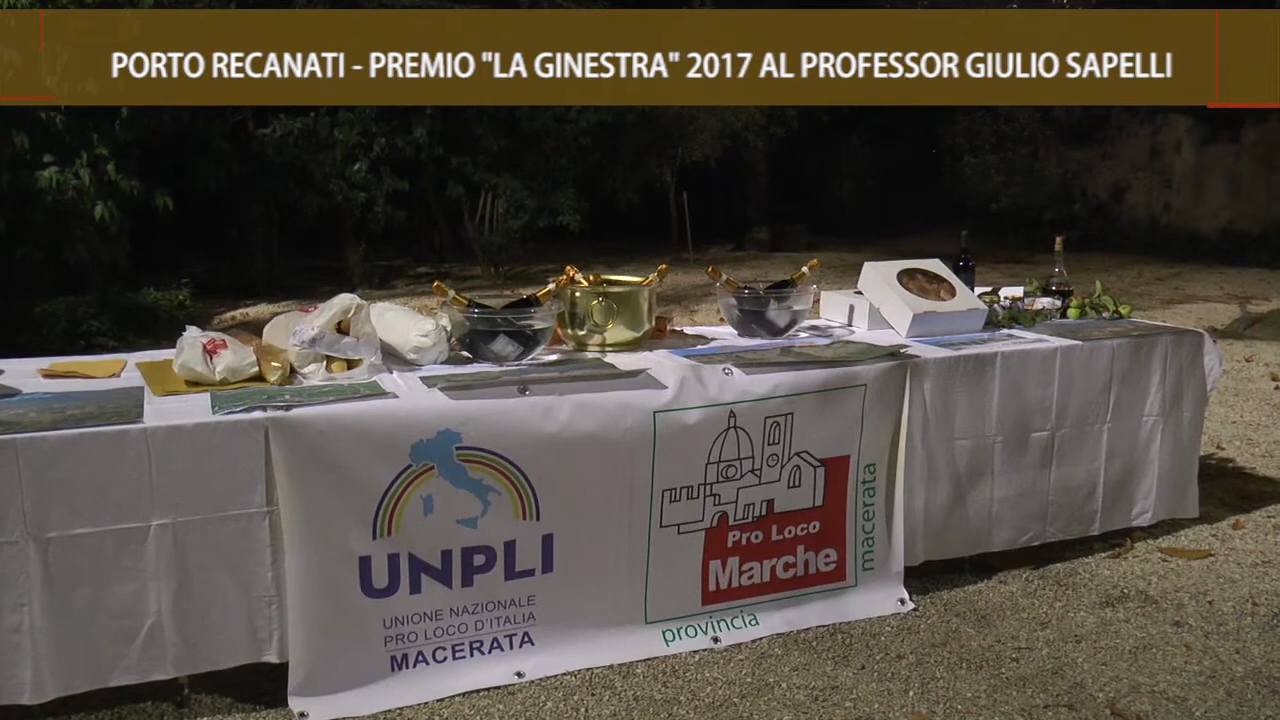 PORTO RECANATI - PREMIO "LA GINESTRA" 2017 AL PROFESSOR GIULIO SAPELLI
UNPLI
UNIONE NAZIONALE
PRO LOCO D'ITALIA
MACERATA
Pro Loco
Marche
macerata
provincia